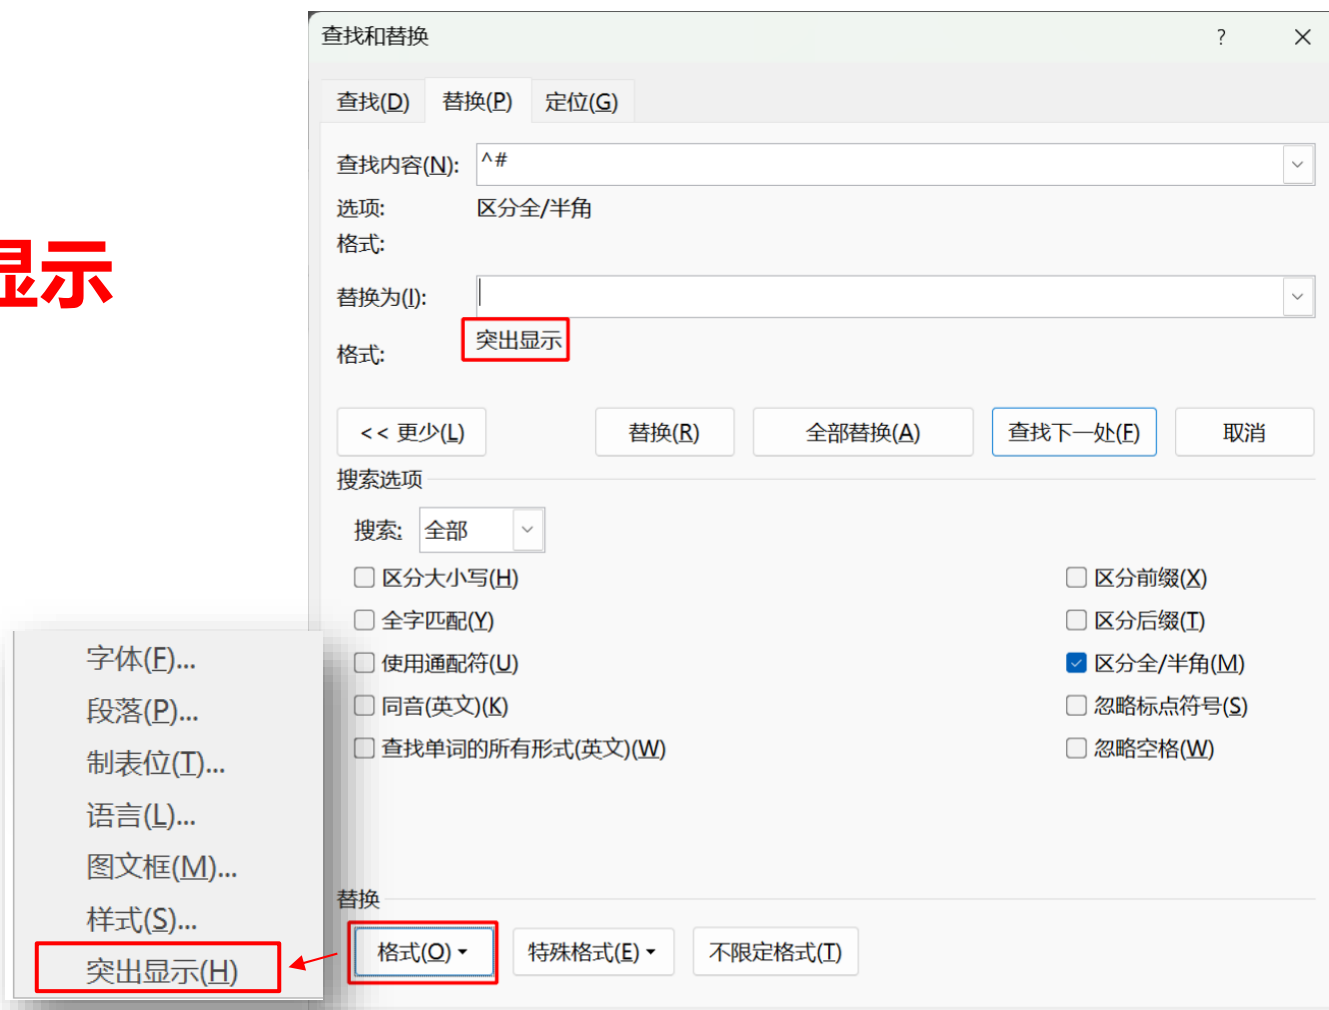 查找和替换
查找(D) 替换(P) 定位(G)
查找内容(N): ^#
选项: 区分全/半角
格式:
显示
替换为(I):
突出显示
格式:
<< 更少(L) 替换(R) 全部替换(A) 查找下一处(F) 取消
搜索选项
搜索: 全部
区分大小写(H) 区分前缀(X)
全字匹配(Y) 区分后缀(T)
使用通配符(U) 区分全/半角(M)
同音(英文)(K) 忽略标点符号(S)
查找单词的所有形式(英文)(W) 忽略空格(W)
字体(F)...
段落(P)...
制表位(T)...
语言(L)...
图文框(M)...
样式(S)...
突出显示(H)
替换
格式(O) 特殊格式(E) 不限定格式(T)